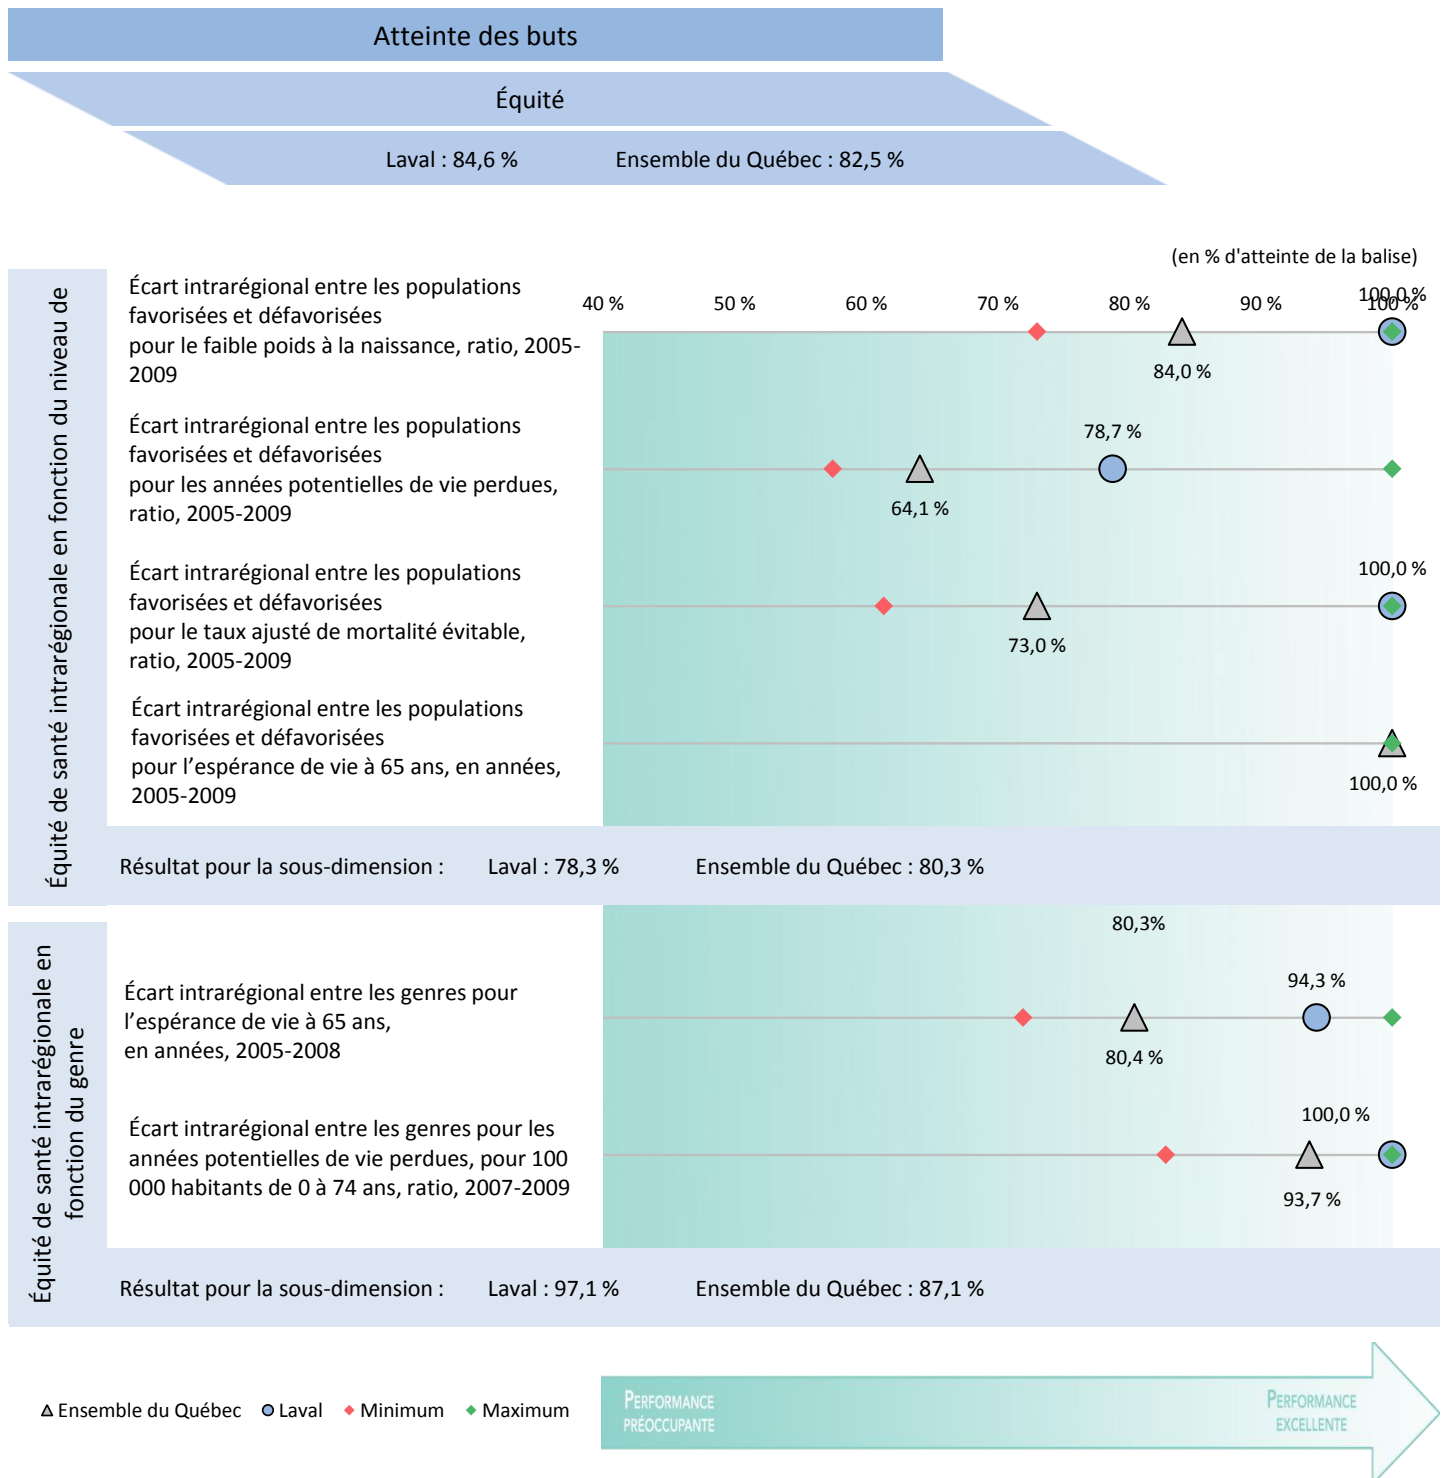 Atteinte des buts
Équité
Laval : 84,6 % Ensemble du Québec : 82,5 %
(en % d'atteinte de la balise)
40 % 50 % 60 % 70 % 80 % 90 % 100%
Équité de santé intrarégionale en fonction du niveau de
Écart intrarégional entre les populations
favorisées et défavorisées
pour le faible poids à la naissance, ratio, 2005-
2009
100,0 %
84,0 %
Écart intrarégional entre les populations
favorisées et défavorisées
pour les années potentielles de vie perdues,
ratio, 2005-2009
78,7 %
64,1 %
Écart intrarégional entre les populations
favorisées et défavorisées
pour le taux ajusté de mortalité évitable,
ratio, 2005-2009
100,0 %
73,0 %
Écart intrarégional entre les populations
favorisées et défavorisées
pour l’espérance de vie à 65 ans, en années,
2005-2009
100,0 %
Résultat pour la sous-dimension : Laval : 78,3 % Ensemble du Québec : 80,3 %
Équité de santé intrarégionale en
fonction du genre
80,3%
Écart intrarégional entre les genres pour
l’espérance de vie à 65 ans,
en années, 2005-2008
94,3 %
80,4 %
Écart intrarégional entre les genres pour les
années potentielles de vie perdues, pour 100
000 habitants de 0 à 74 ans, ratio, 2007-2009
100,0 %
93,7 %
Résultat pour la sous-dimension : Laval : 97,1 % Ensemble du Québec : 87,1 %
Ensemble du Québec Laval Minimum Maximum
PERFORMANCE
PRÉOCCUPANTE
PERFORMANCE
EXCELLENTE